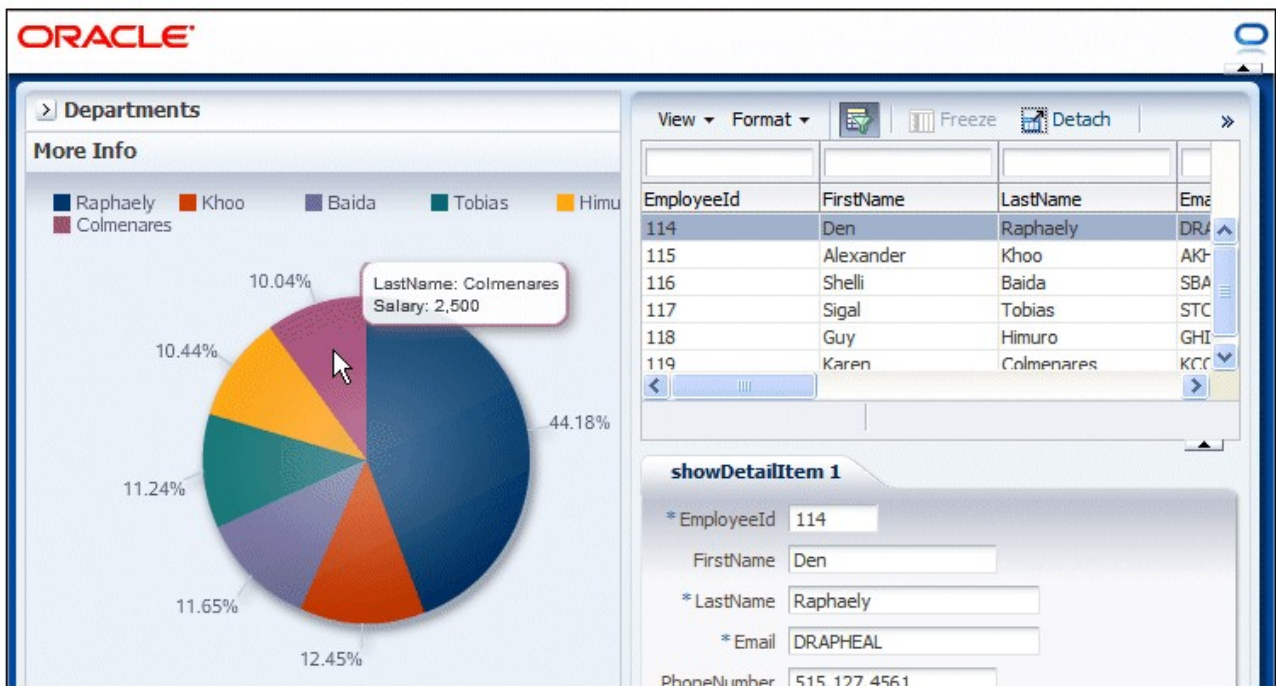 ORACLE
Departments
More Info
Raphaely Khoo Baida Tobias Himu
Colmenares
10.04%
LastName: Colmenares
Salary: 2,500
10.44%
44.18%
11.24%
11.65%
12.45%
View Format Freeze Detach »
EmployeeId FirstName LastName Ema
114 Den Raphaely DRA
115 Alexander Khoo AKH
116 Shelli Baida SBA
117 Sigal Tobias STC
118 Guy Himuro GHI
119 Karen Colmenares KCC
showDetailItem 1
* EmployeeId 114
FirstName Den
* LastName Raphaely
* Email DRAPHEAL
PhoneNumber 515.127.4561